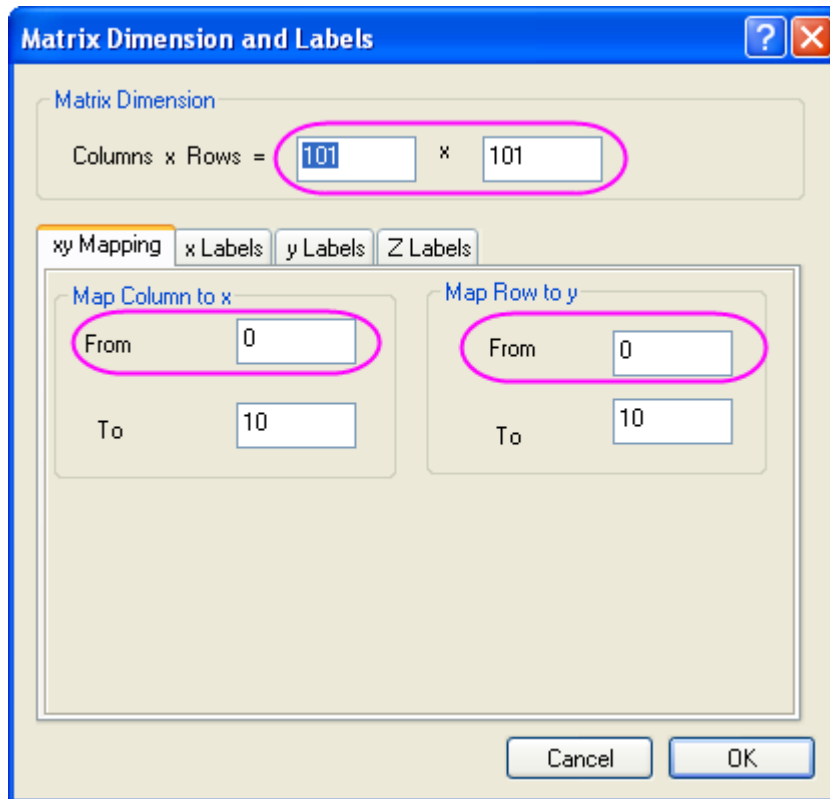 Matrix Dimension and Labels
Matrix Dimension
Columns x Rows = 101 x 101
xy Mapping x Labels y Labels Z Labels
Map Column to x
From 0
To 10
Map Row to y
From 0
To 10
Cancel OK